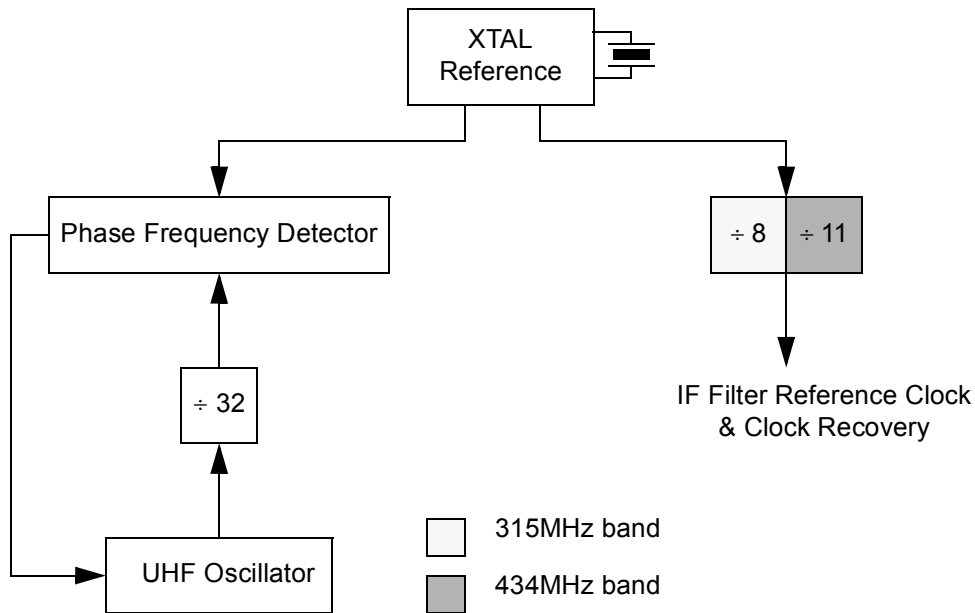 XTAL
Reference
Phase Frequency Detector
÷ 8
÷ 11
÷ 32
IF Filter Reference Clock
& Clock Recovery
UHF Oscillator
315MHz band
434MHz band